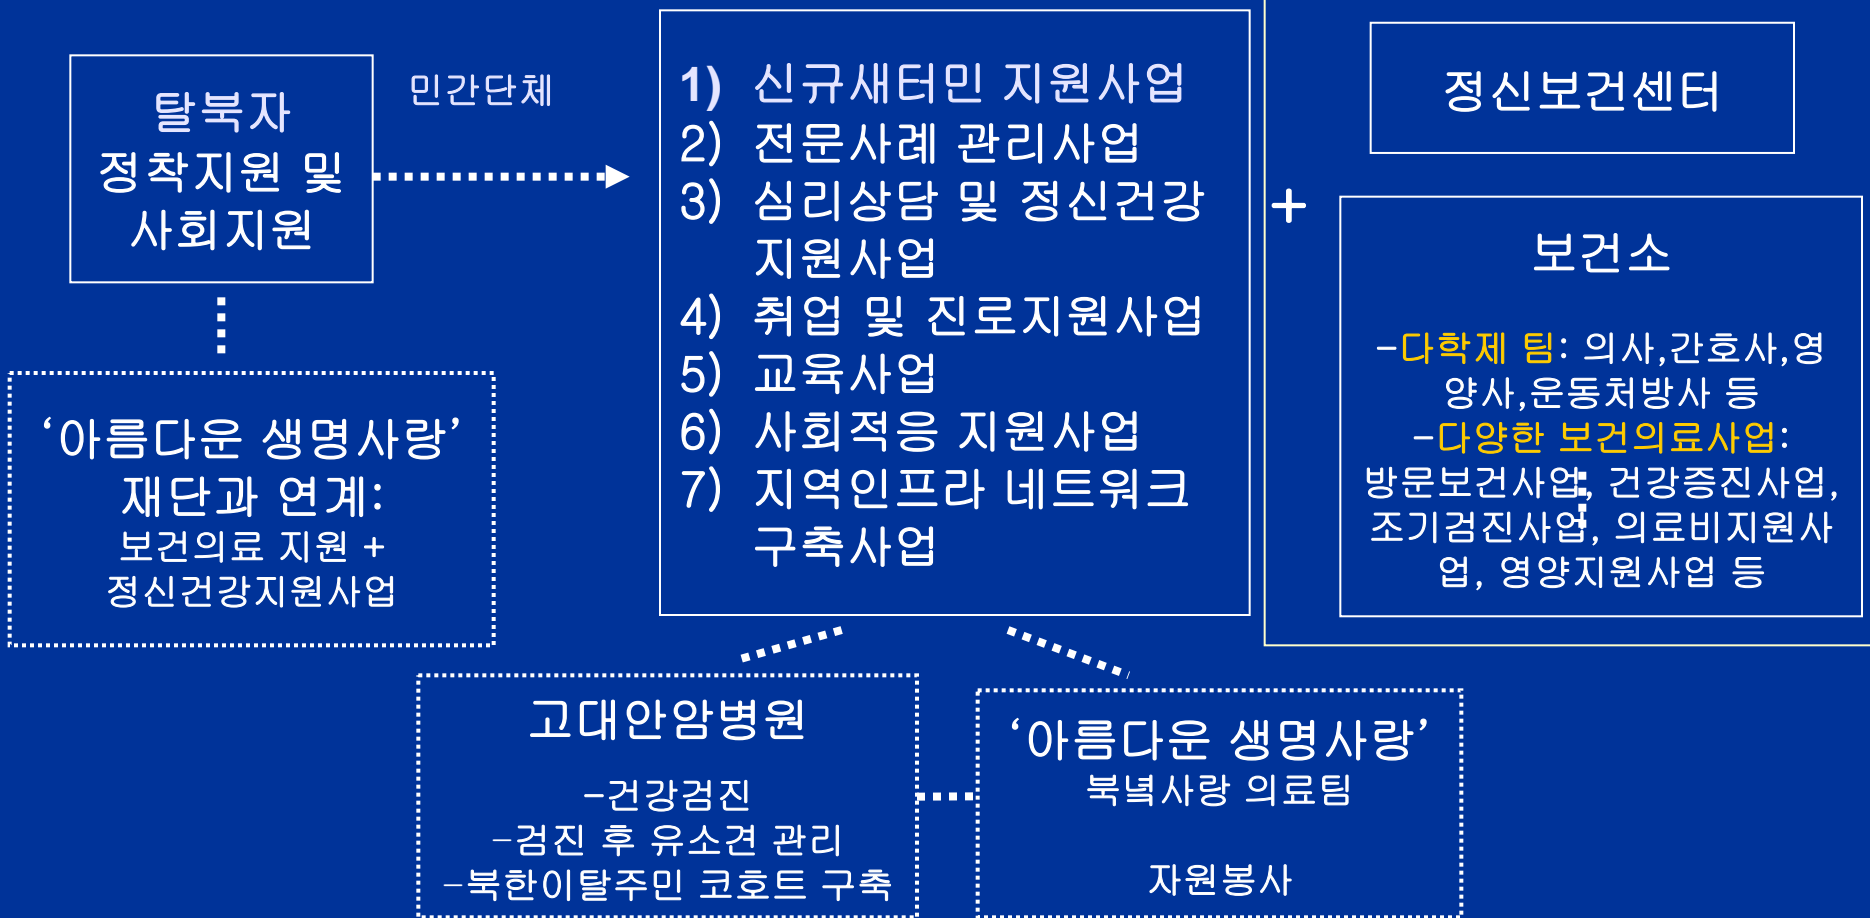 탈북자
정착지원 및
사회지원
민간단체
1) 신규새터민 지원사업
2) 전문사례 관리사업
3) 심리상담 및 정신건강
지원사업
4) 취업 및 진로지원사업
5) 교육사업
6) 사회적응 지원사업
7) 지역인프라 네트워크
구축사업
+
정신보건센터
보건소
-다학제 팀: 의사,간호사,영
양사,운동처방사 등
-다양한 보건의료사업:
방문보건사업, 건강증진사업,
조기검진사업, 의료비지원사
업, 영양지원사업 등
‘아름다운 생명사랑’
재단과 연계:
보건의료 지원 +
정신건강지원사업
고대안암병원
-건강검진
-검진 후 유소견 관리
-북한이탈주민 코호트 구축
‘아름다운 생명사랑’
북녘사랑 의료팀
자원봉사